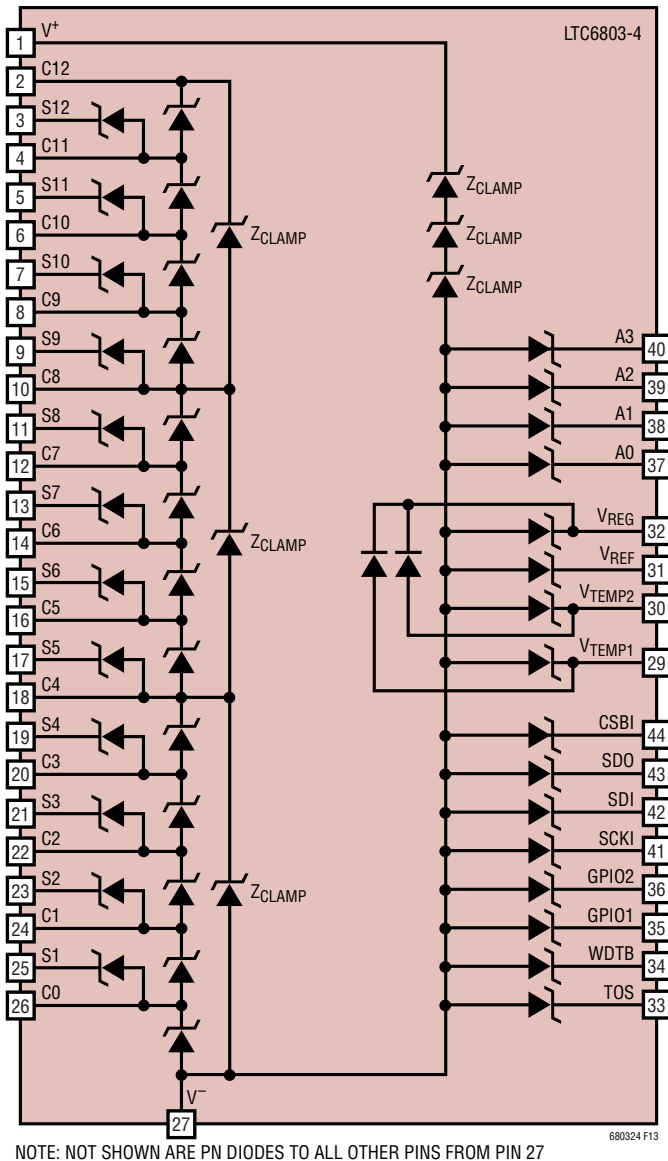 LTC6803-4
1 V+
2 C12
3 S12
4 C11
5 S11
6 C10
7 S10
8 C9
9 S9
10 C8
11 S8
12 C7
13 S7
14 C6
15 S6
16 C5
17 S5
18 C4
19 S4
20 C3
21 S3
22 C2
23 S2
24 C1
25 S1
26 C0
ZCLAMP
ZCLAMP
ZCLAMP
ZCLAMP
ZCLAMP
ZCLAMP
A3 40
A2 39
A1 38
A0 37
VREG 32
VREF 31
VTEMP2 30
VTEMP1 29
CSBI 44
SDO 43
SDI 42
SCKI 41
GPIO2 36
GPIO1 35
WDTB 34
TOS 33
V−
27
680324 F13
NOTE: NOT SHOWN ARE PN DIODES TO ALL OTHER PINS FROM PIN 27